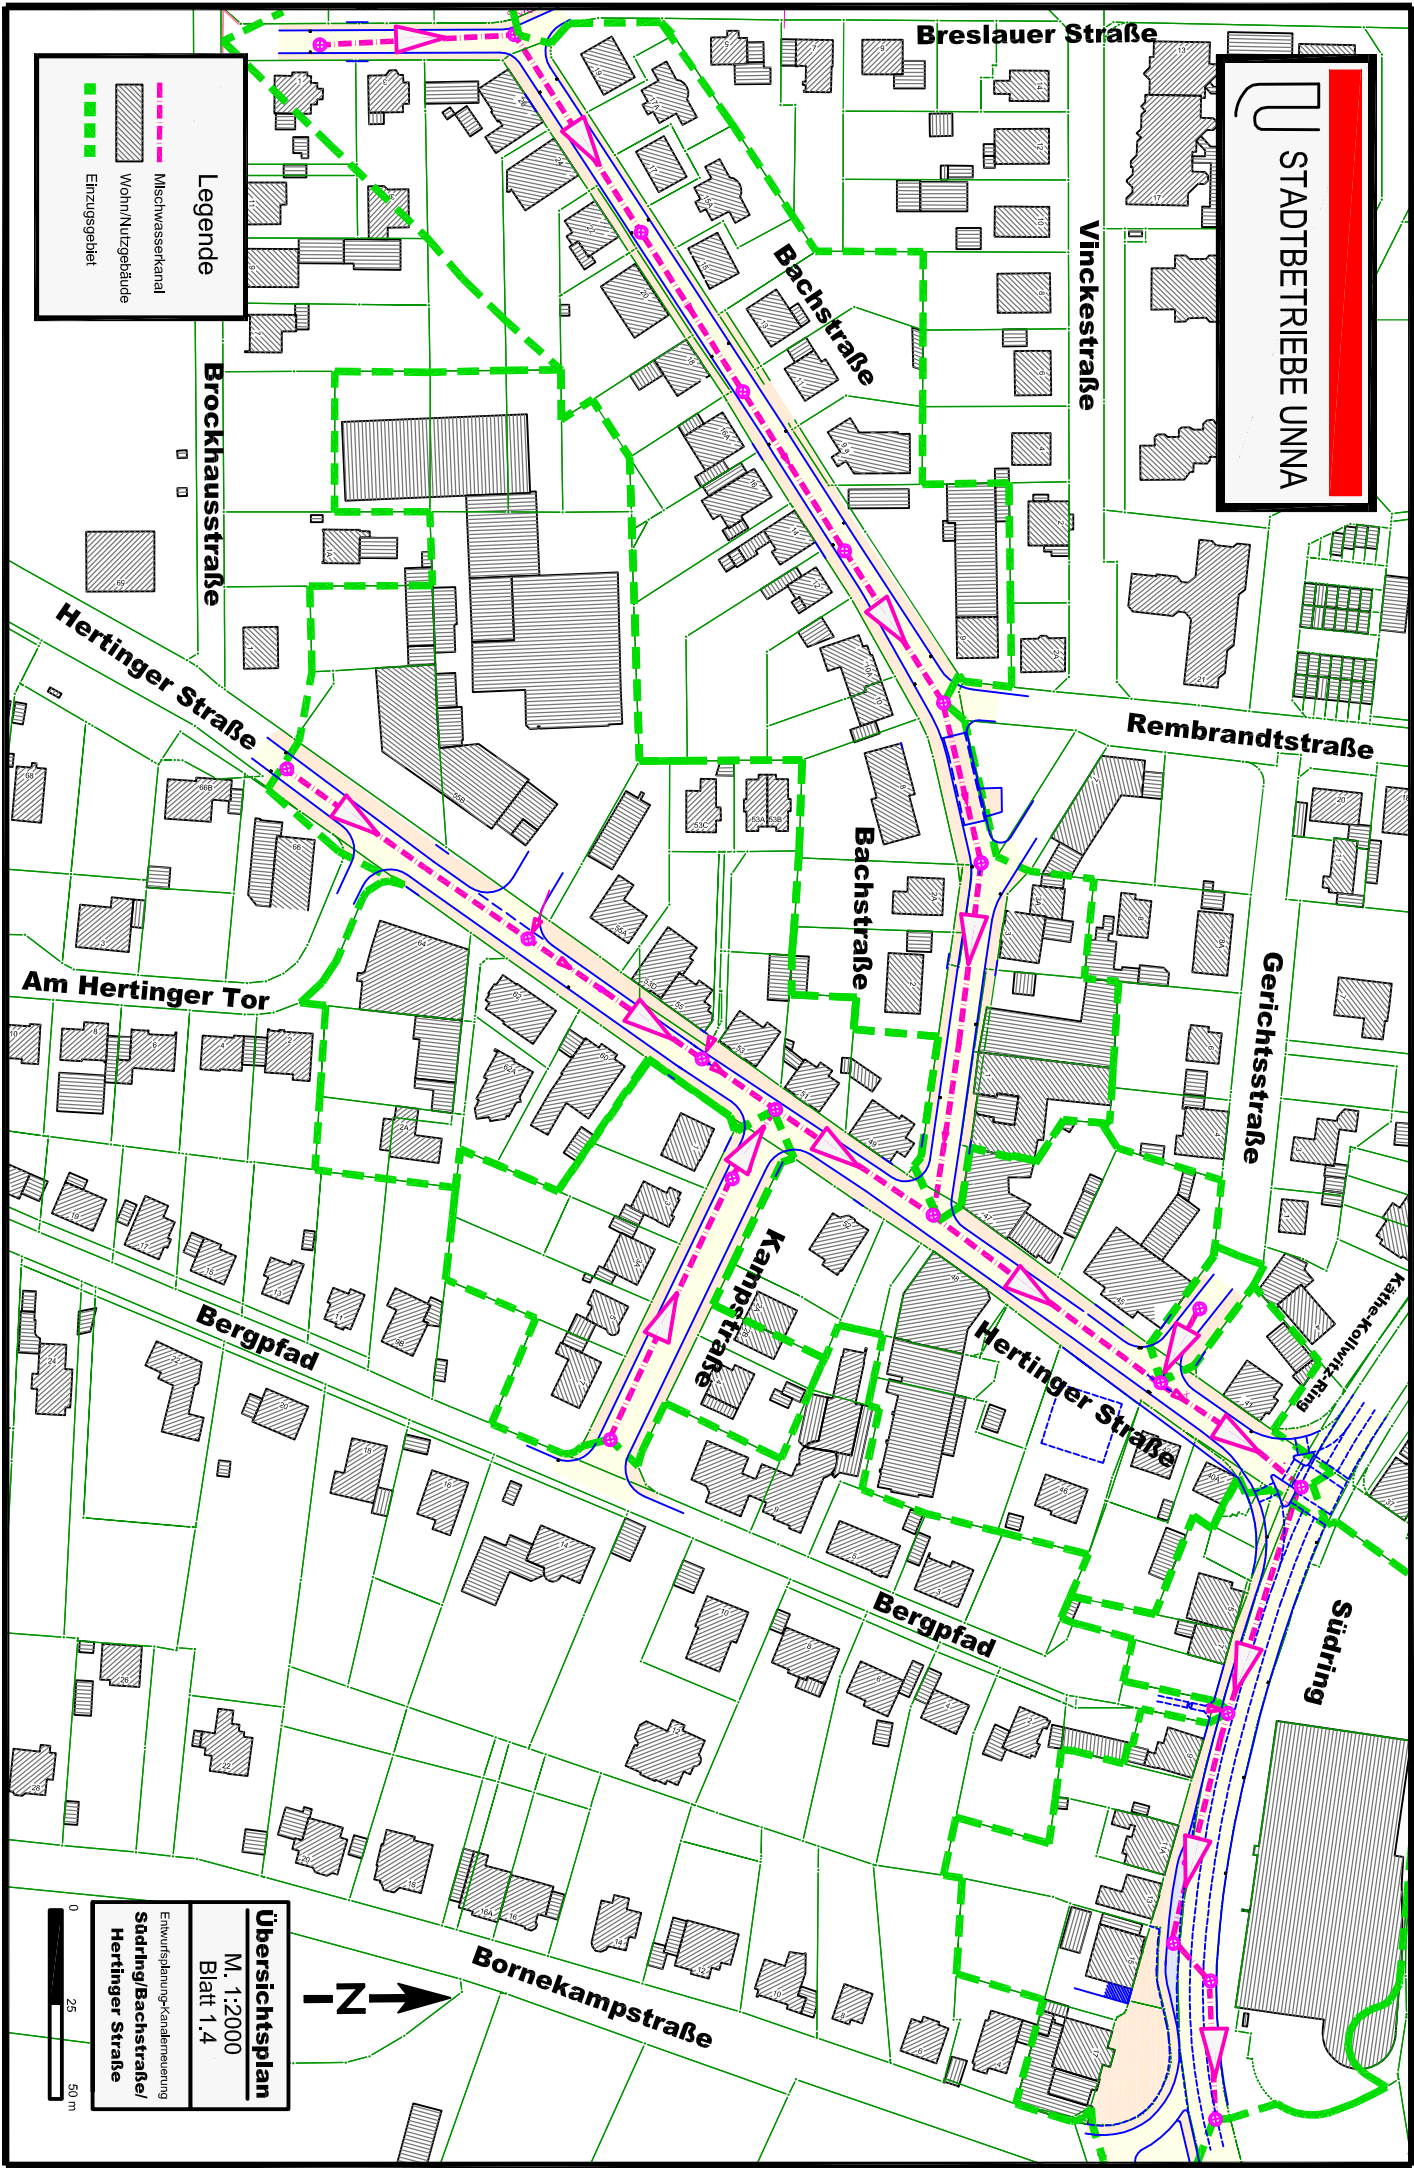 STADTBETRIEBE UNNA
Legende
Mischwasserkanal
Wohn/Nutzgebäude
Einzugsgebiet
Breslauer Straße
Vinckestraße
Bachstraße
Brockhausstraße
Hertinger Straße
Rembrandtstraße
Bachstraße
Gerichtsstraße
Am Hertinger Tor
Kampstraße
Käthe-Kollwitz-Ring
Hertinger Straße
Bergpfad
Bergpfad
Südring
Bornekampstraße
N
Übersichtsplan
M. 1:2000
Blatt 1.4
Entwurfsplanung-Kanalerneuerung
Südring/Bachstraße/
Hertinger Straße
0 25 50 m